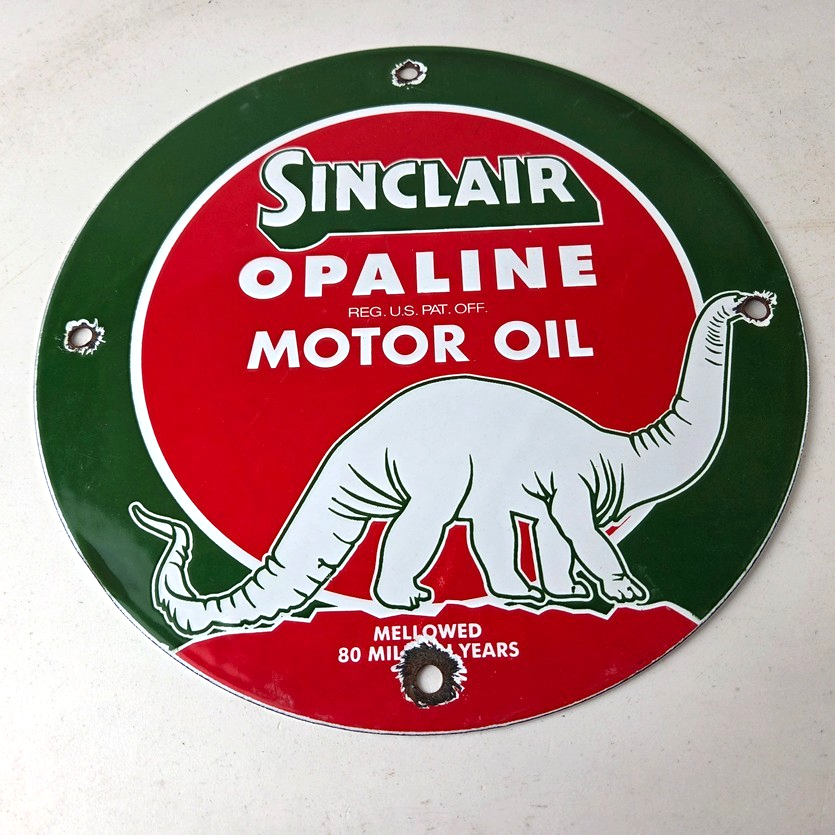 SINCLAIR
OPALINE
REG. U.S. PAT. OFF.
MOTOR OIL
MELLOWED
80 YEARS